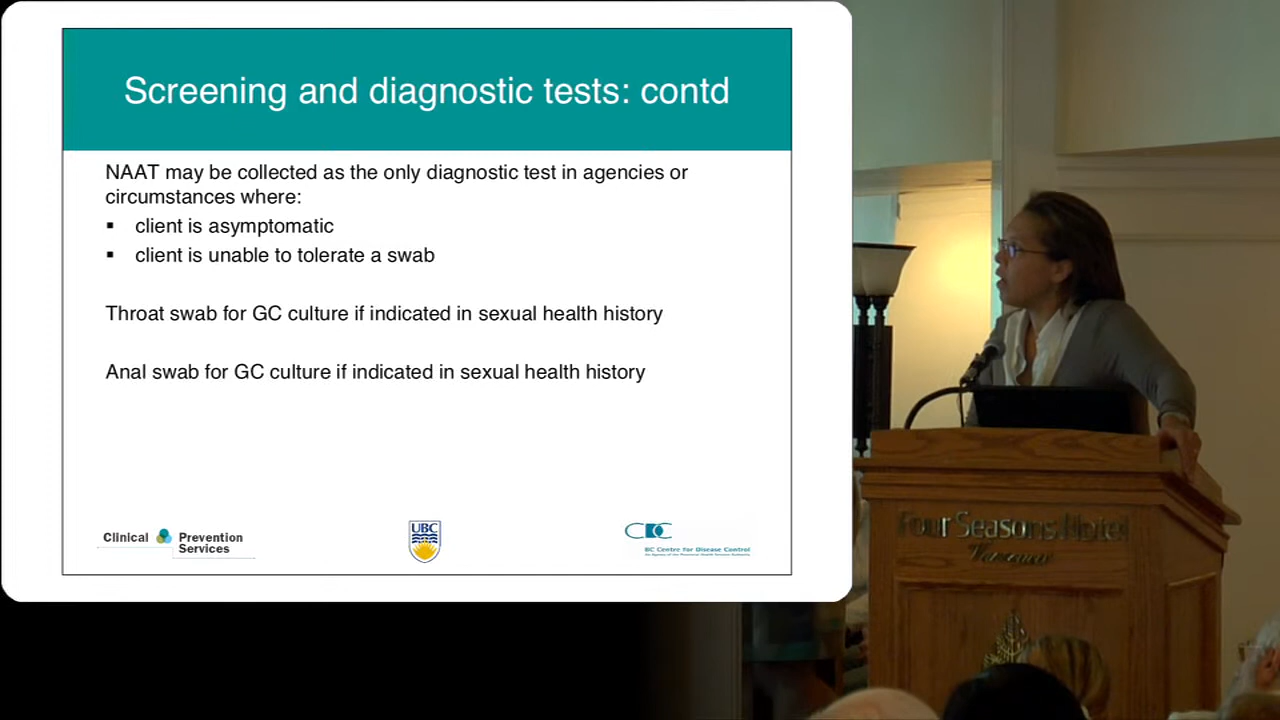 Screening and diagnostic tests: contd
NAAT may be collected as the only diagnostic test in agencies or
circumstances where:
▪ client is asymptomatic
▪ client is unable to tolerate a swab
Throat swab for GC culture if indicated in sexual health history
Anal swab for GC culture if indicated in sexual health history
Clinical Prevention
Services
UBC
CDC
BC Centre for Disease Control
Four Seasons Hotel
Vancouver